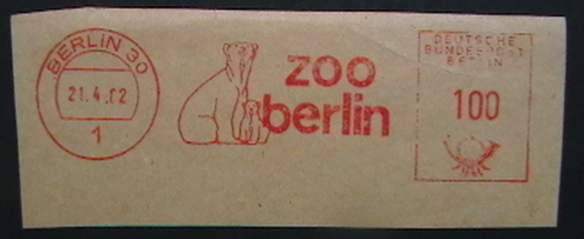 BERLIN 30
21.4.82
1
zoo
berlin
DEUTSCHE
BUNDESPOST
BERLIN
100